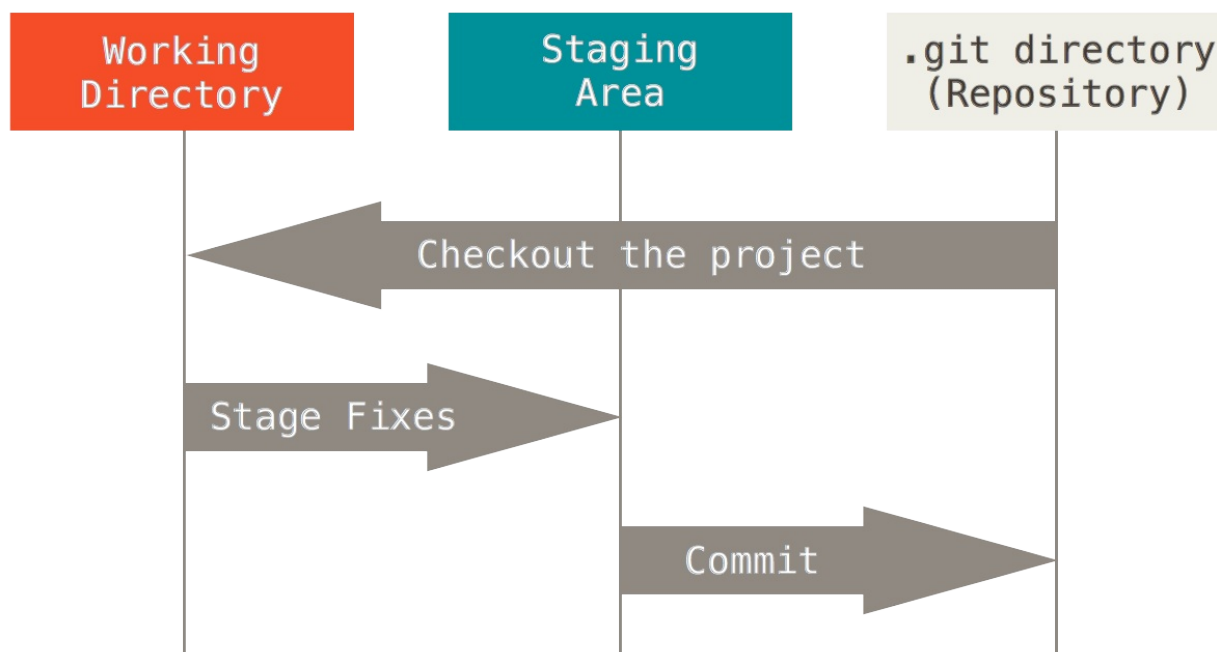 Working
Directory
Staging
Area
.git directory
(Repository)
Checkout the project
Stage Fixes
Commit